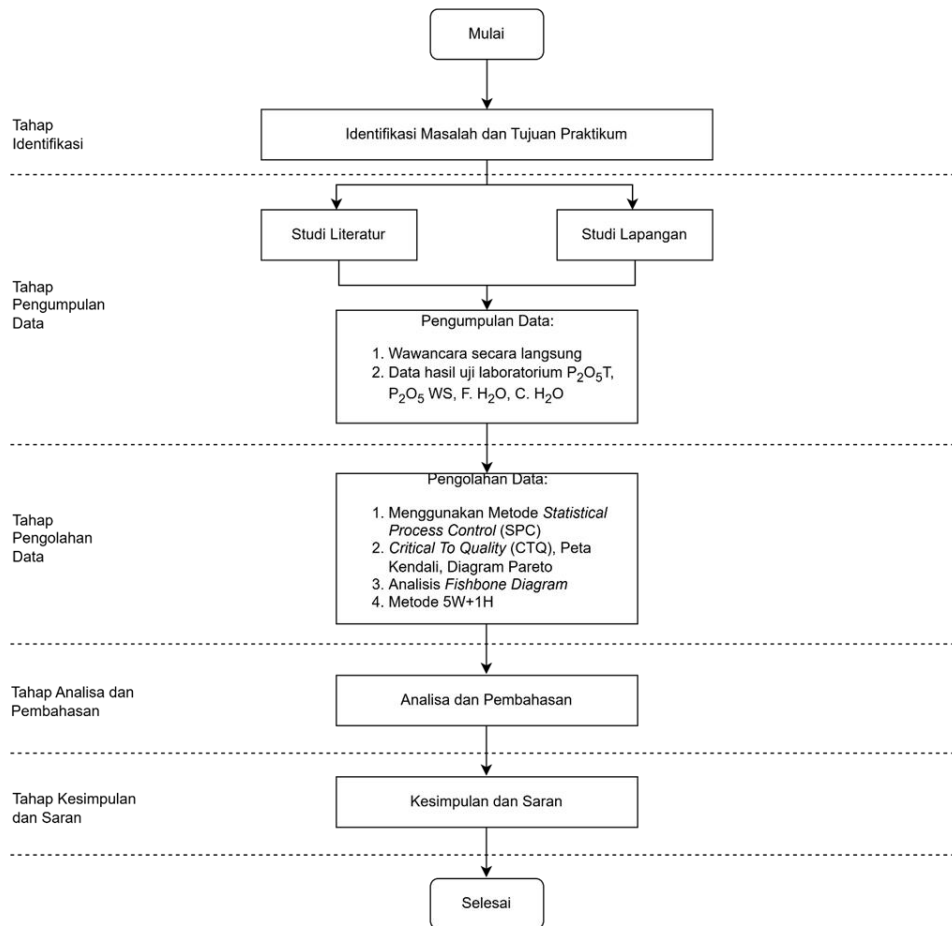 Mulai
Tahap
Identifikasi
Identifikasi Masalah dan Tujuan Praktikum
Studi Literatur
Studi Lapangan
Tahap
Pengumpulan
Data
Pengumpulan Data:
1. Wawancara secara langsung
2. Data hasil uji laboratorium P₂O₅T,
P₂O₅ WS, F. H₂O, C. H₂O
Tahap
Pengolahan
Data
Pengolahan Data:
1. Menggunakan Metode Statistical
Process Control (SPC)
2. Critical To Quality (CTQ), Peta
Kendali, Diagram Pareto
3. Analisis Fishbone Diagram
4. Metode 5W+1H
Tahap Analisa dan
Pembahasan
Analisa dan Pembahasan
Tahap Kesimpulan
dan Saran
Kesimpulan dan Saran
Selesai